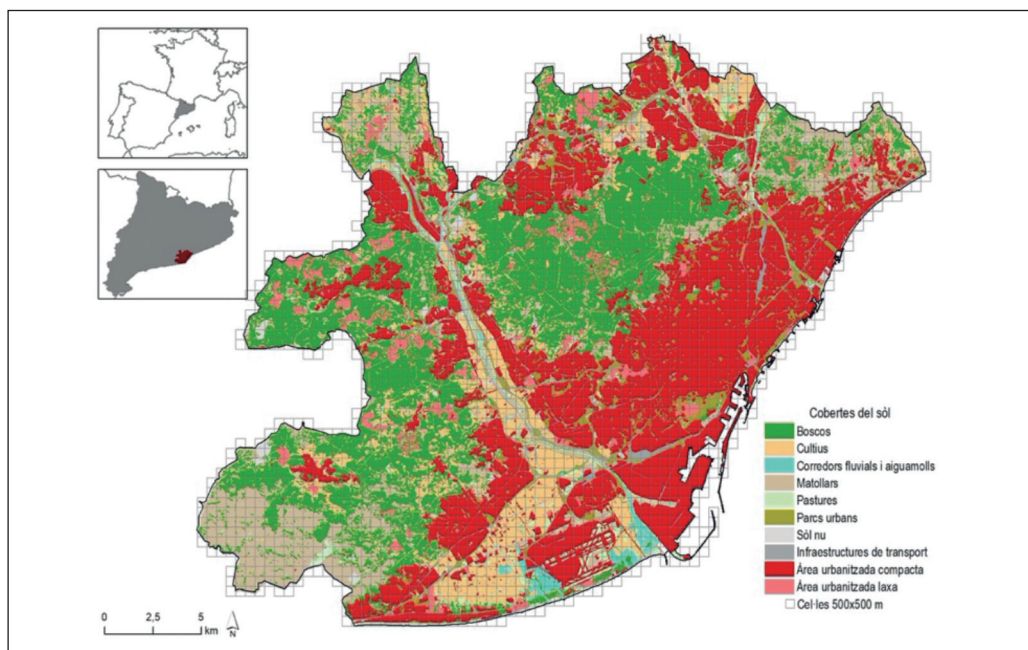 Cobertes del sòl
Boscos
Cultius
Corredors fluvials i aiguamolls
Matollars
Pastures
Parcs urbans
Sòl nu
Infraestructures de transport
Àrea urbanitzada compacta
Àrea urbanitzada laxa
Cel·les 500x500 m
0 2,5 5
km
N